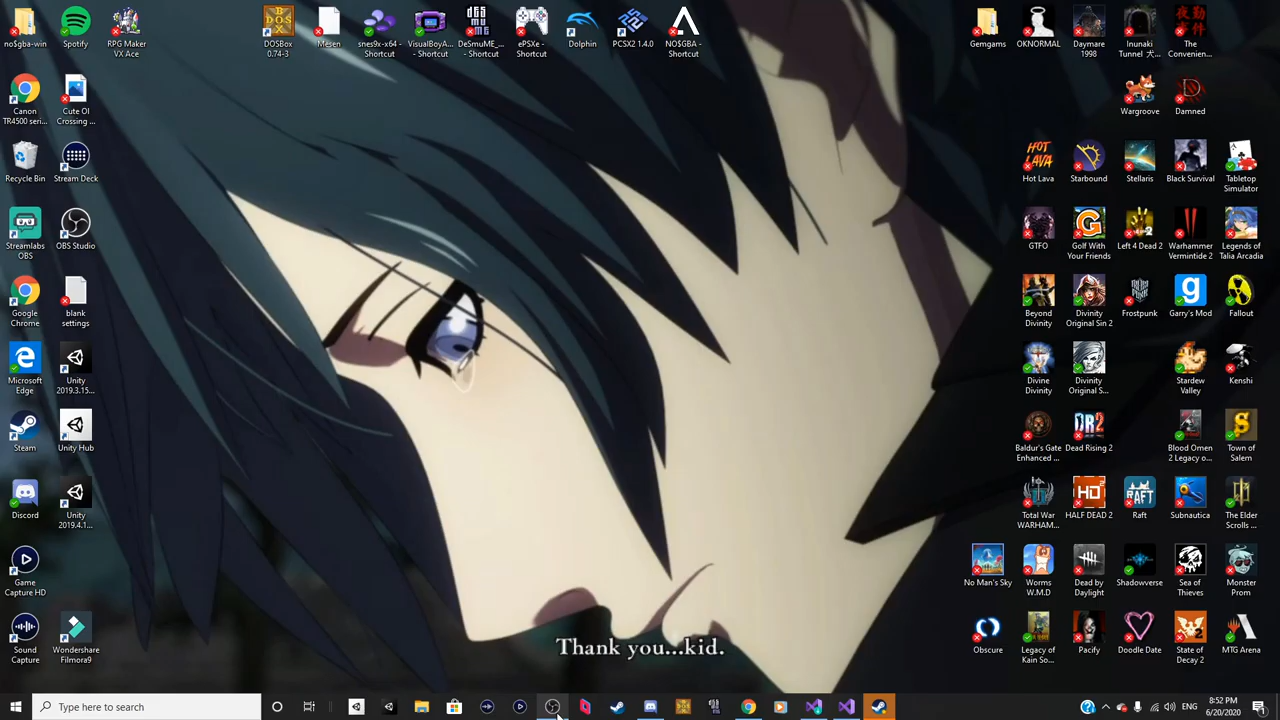 no$gba-win
Spotify
RPG Maker
VX Ace
DOSBox
0.74-3
Mesen
snes9x-x64
- Shortcut
VisualBoyA...
- Shortcut
DeSmuME_...
- Shortcut
ePSXe -
Shortcut
Dolphin
PCSX2 1.4.0
NO$GBA -
Shortcut
Gemgams
OKNORMAL
Daymare
1998
Inunaki
Tunnel 犬...
The
Convenien...
Canon
TR4500 seri...
Cute OI
Crossing ...
Wargroove
Damned
Recycle Bin
Stream Deck
Hot Lava
Starbound
Stellaris
Black Survival
Tabletop
Simulator
Streamlabs
OBS
OBS Studio
GTFO
Golf With
Your Friends
Left 4 Dead 2
Warhammer
Vermintide 2
Legends of
Talia Arcadia
Google
Chrome
blank
settings
Beyond
Divinity
Divinity
Original Sin 2
Frostpunk
Garry's Mod
Fallout
Microsoft
Edge
Unity
2019.3.15...
Divine
Divinity
Divinity
Original S...
Stardew
Valley
Kenshi
Steam
Unity Hub
Baldur's Gate
Enhanced ...
Dead Rising 2
Blood Omen
2 Legacy o...
Town of
Salem
Discord
Unity
2019.4.1...
Total War
WARHAM...
HALF DEAD 2
Raft
Subnautica
The Elder
Scrolls ...
Game
Capture HD
No Man's Sky
Worms
W.M.D
Dead by
Daylight
Shadowverse
Sea of
Thieves
Monster
Prom
Sound
Capture
Wondershare
Filmora9
Obscure
Legacy of
Kain So...
Pacify
Doodle Date
State of
Decay 2
MTG Arena
Thank you...kid.
Type here to search
8:52 PM
6/20/2020